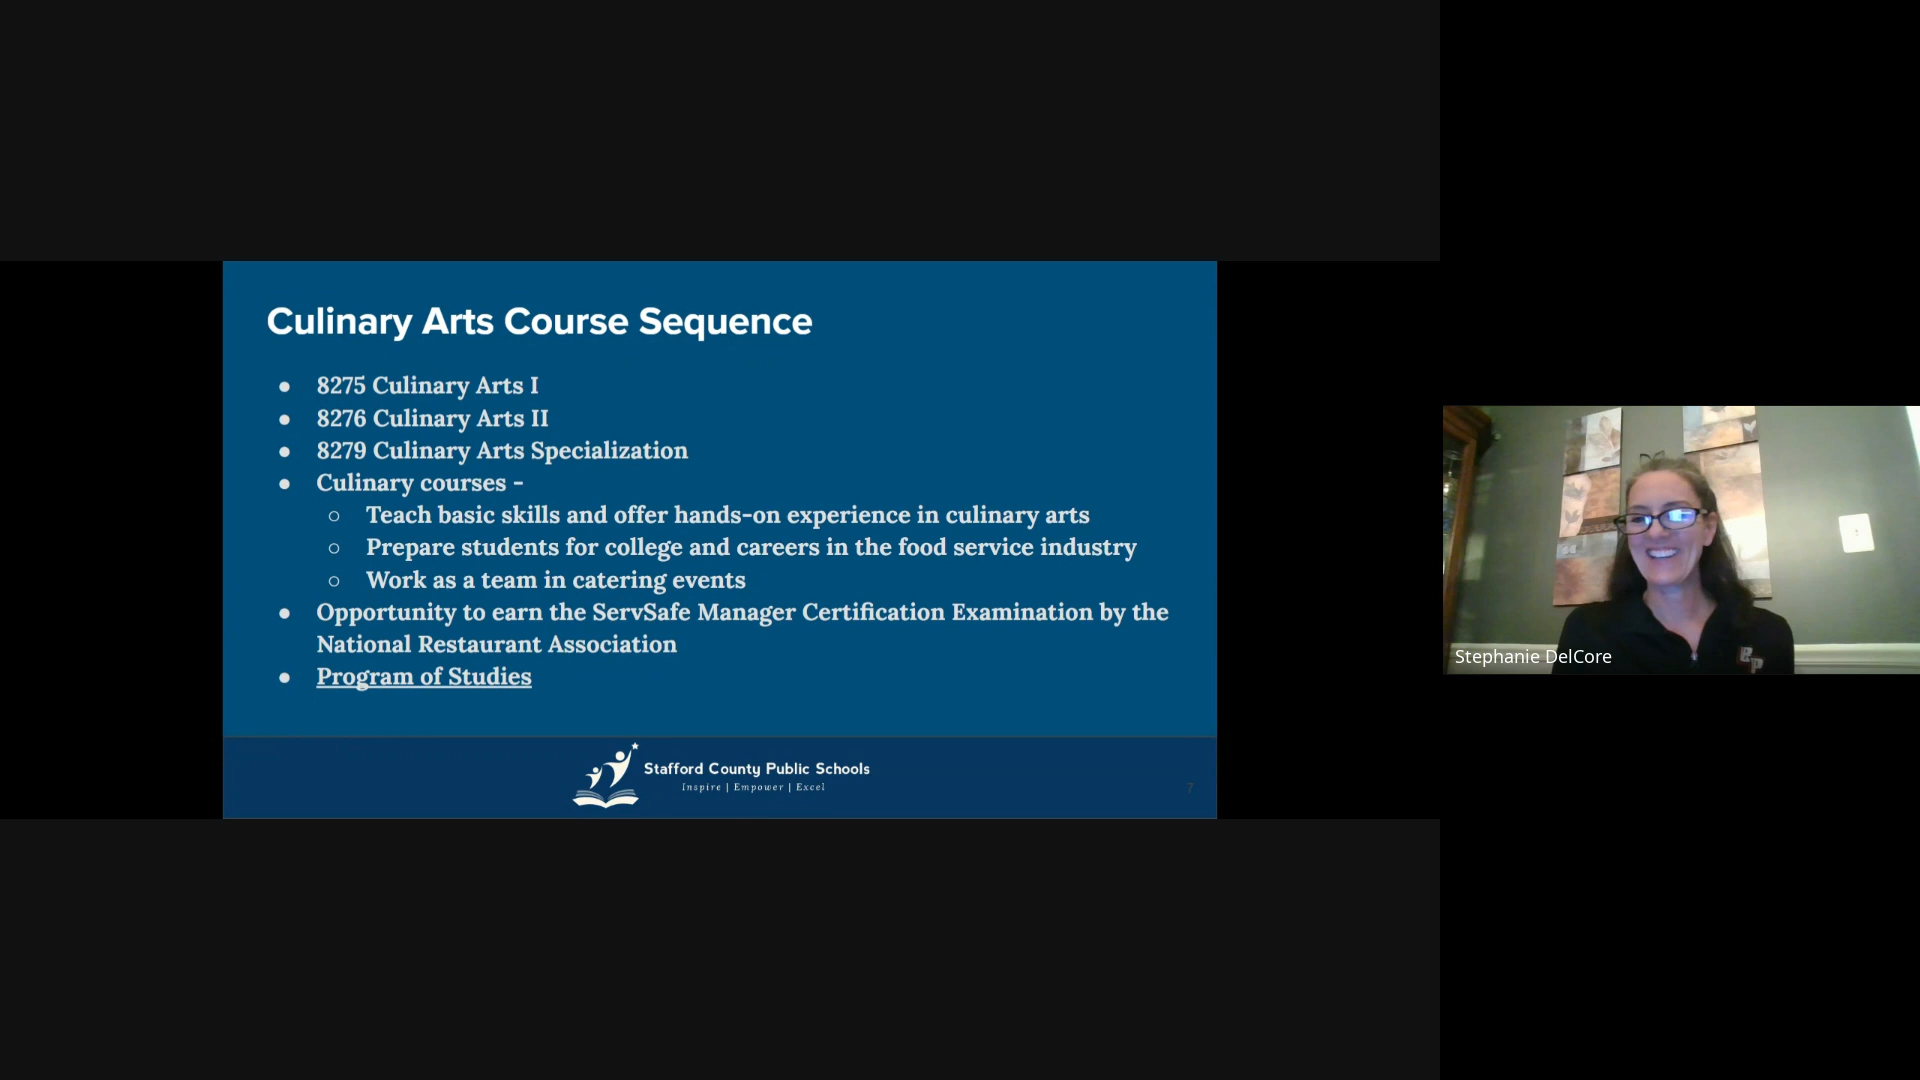 Culinary Arts Course Sequence
● 8275 Culinary Arts I
● 8276 Culinary Arts II
● 8279 Culinary Arts Specialization
● Culinary courses -
○ Teach basic skills and offer hands-on experience in culinary arts
○ Prepare students for college and careers in the food service industry
○ Work as a team in catering events
● Opportunity to earn the ServSafe Manager Certification Examination by the
National Restaurant Association
● Program of Studies
Stafford County Public Schools
Inspire | Empower | Excel
7
Stephanie DelCore
BP